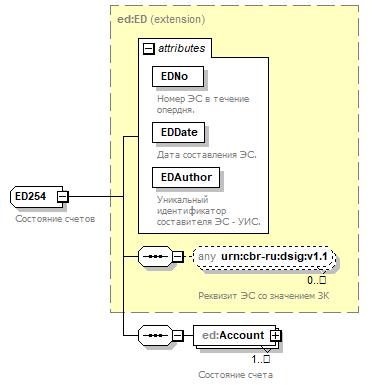 ed:ED (extension)
attributes
EDNo
Номер ЭС в течение
опердня.
EDDate
Дата составления ЭС.
EDAuthor
Уникальный
идентификатор
составителя ЭС - УИС.
ED254
Состояние счетов
any urn:cbr-ru:dsig:v1.1
0..□
Реквизит ЭС со значением ЗК
ed:Account
1..□
Состояние счета